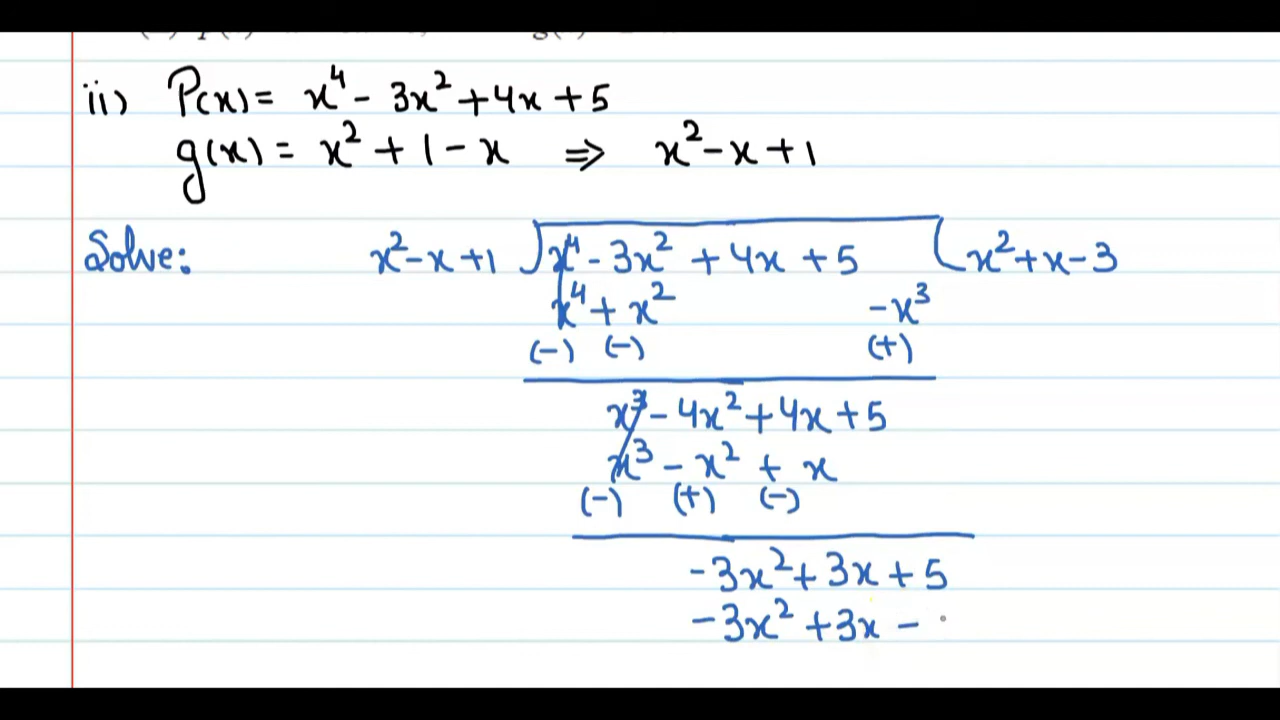 ii) P(x) = x⁴ - 3x² + 4x + 5
g(x) = x² + 1 - x ⇒ x² - x + 1
Solve: x² - x + 1 ) x⁴ - 3x² + 4x + 5 ( x² + x - 3
x⁴ + x² - x³
(-) (-) (+)
x³ - 4x² + 4x + 5
x³ - x² + x
(-) (+) (-)
-3x² + 3x + 5
-3x² + 3x -